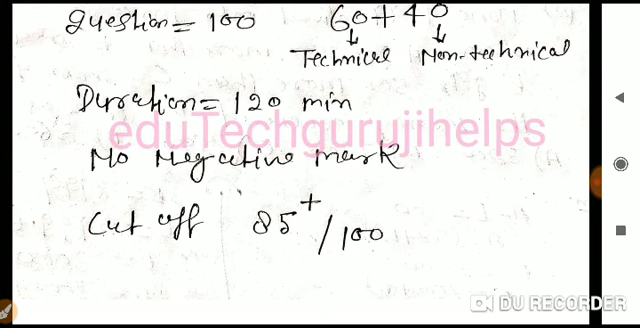 question = 100 60 + 40
Technical Non-technical
Duration = 120 min
eduTechgurujihelps
No Negative mark
Cut off 85+/100
DU RECORDER